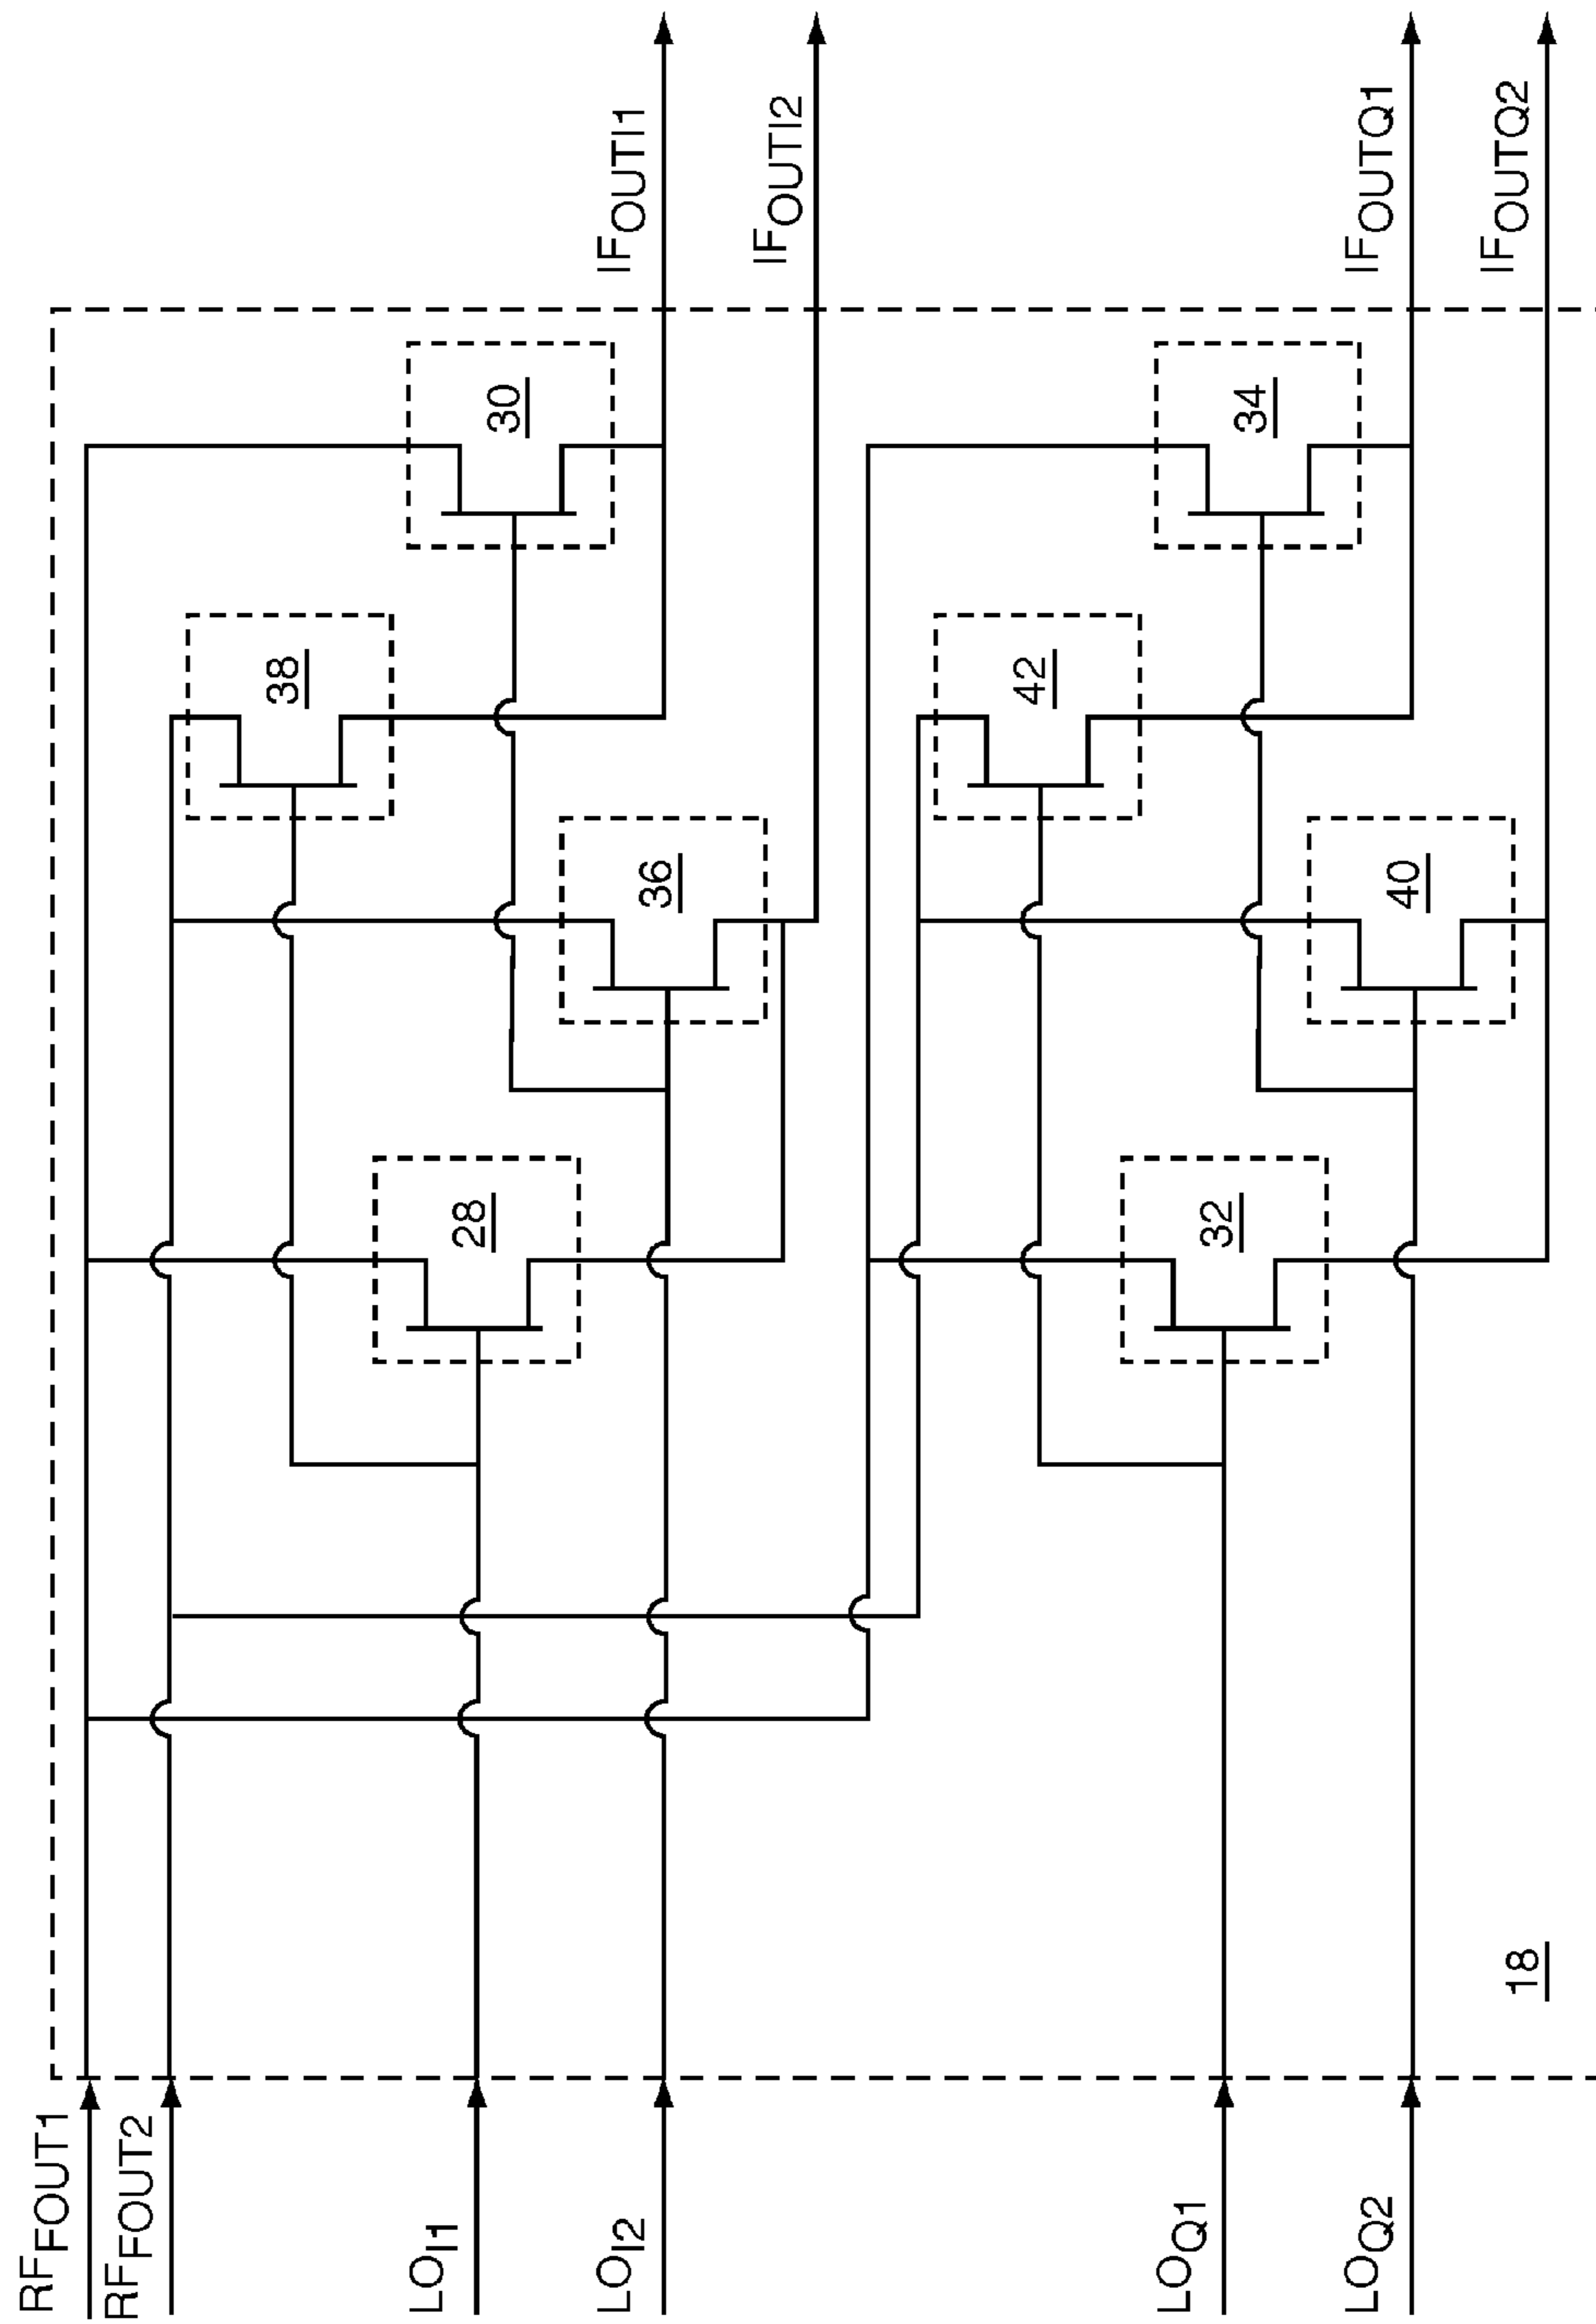 RFFOUT1
RFFOUT2
LOI1
LOI2
LOQ1
LOQ2
38
30
28
36
42
34
32
40
18
IFOUTI1
IFOUTI2
IFOUTQ1
IFOUTQ2